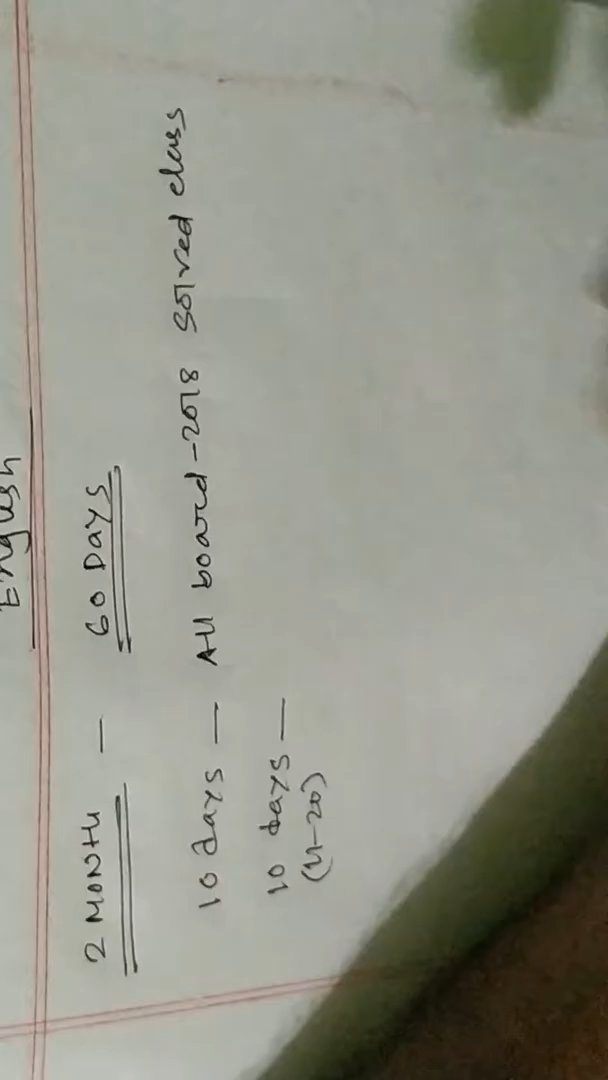 English
2 MONTH - 60 DAYS
10 days - All board-2018 solved class
10 days -
(11-20)